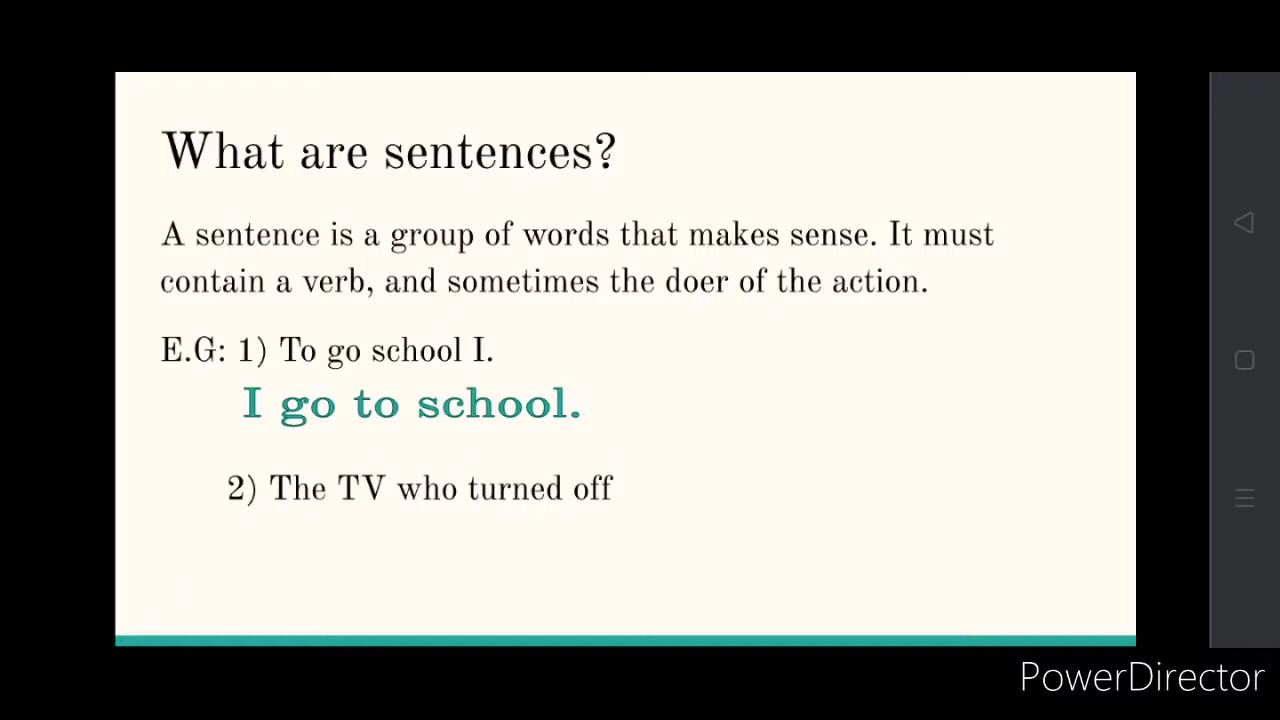 What are sentences?
A sentence is a group of words that makes sense. It must
contain a verb, and sometimes the doer of the action.
E.G: 1) To go school I.
I go to school.
2) The TV who turned off
PowerDirector